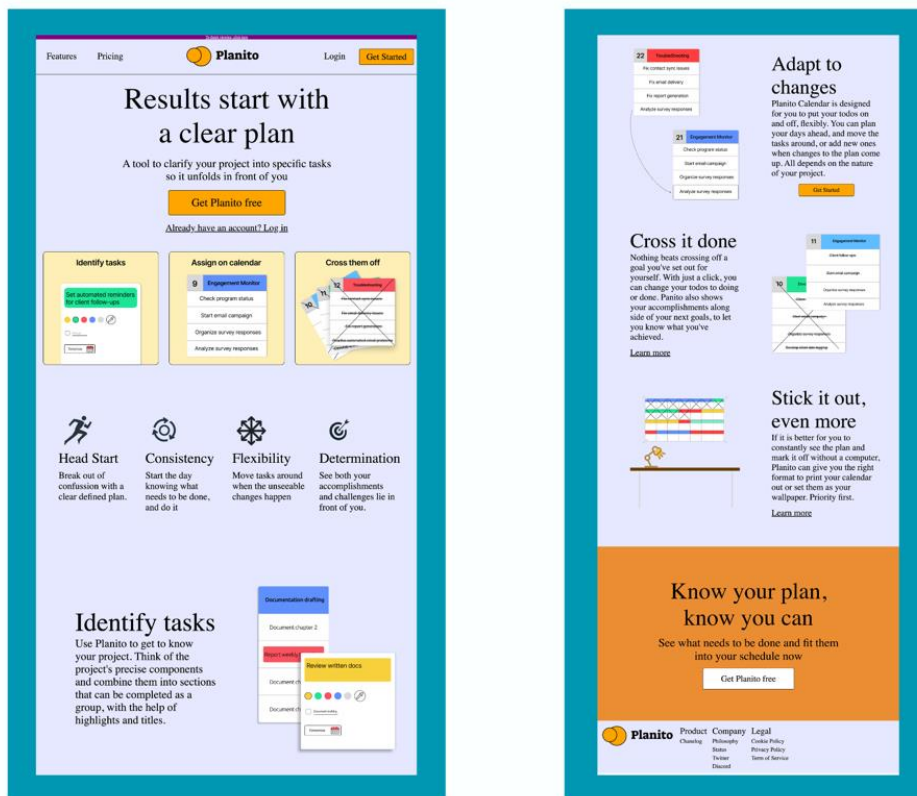 Features
Pricing
Planito
Login
Get Started
Results start with
a clear plan
A tool to clarify your project into specific tasks
so it unfolds in front of you
Get Planito free
Already have an account? Log in
Identify tasks
Set automated reminders
for client follow-ups
Tomorrow
Assign on calendar
9 Engagement Monitor
Check program status
Start email campaign
Organize survey responses
Analyze survey responses
Cross them off
10
11
12 Troubleshooting
Fix report generation
Head Start
Break out of
confussion with a
clear defined plan.
Consistency
Start the day
knowing what
needs to be done,
and do it
Flexibility
Move tasks around
when the unseeable
changes happen
Determination
See both your
accomplishments
and challenges lie in
front of you.
Identify tasks
Use Planito to get to know
your project. Think of the
project's precise components
and combine them into sections
that can be completed as a
group, with the help of
highlights and titles.
Documentation drafting
Document chapter 2
Report weekly
Document ch
Document ch
Review written docs
Tomorrow
22 Troubleshooting
Fix contact sync issues
Fix email delivery
Fix report generation
Analyze survey responses
21 Engagement Monitor
Check program status
Start email campaign
Organize survey responses
Analyze survey responses
Adapt to
changes
Planito Calendar is designed
for you to put your todos on
and off, flexibly. You can plan
your days ahead, and move the
tasks around, or add new ones
when changes to the plan come
up. All depends on the nature
of your project.
Get Started
Cross it done
Nothing beats crossing off a
goal you've set out for
yourself. With just a click, you
can change your todos to doing
or done. Panito also shows
your accomplishments along
side of your next goals, to let
you know what you've
achieved.
Learn more
11 Engagement Monitor
Client follow-ups
Start email campaign
Organize survey responses
Analyze survey responses
10
Stick it out,
even more
If it is better for you to
constantly see the plan and
mark it off without a computer,
Planito can give you the right
format to print your calendar
out or set them as your
wallpaper. Priority first.
Learn more
Know your plan,
know you can
See what needs to be done and fit them
into your schedule now
Get Planito free
Planito
Product
Changlog
Company
Philosophy
Status
Twitter
Discord
Legal
Cookie Policy
Privacy Policy
Term of Service